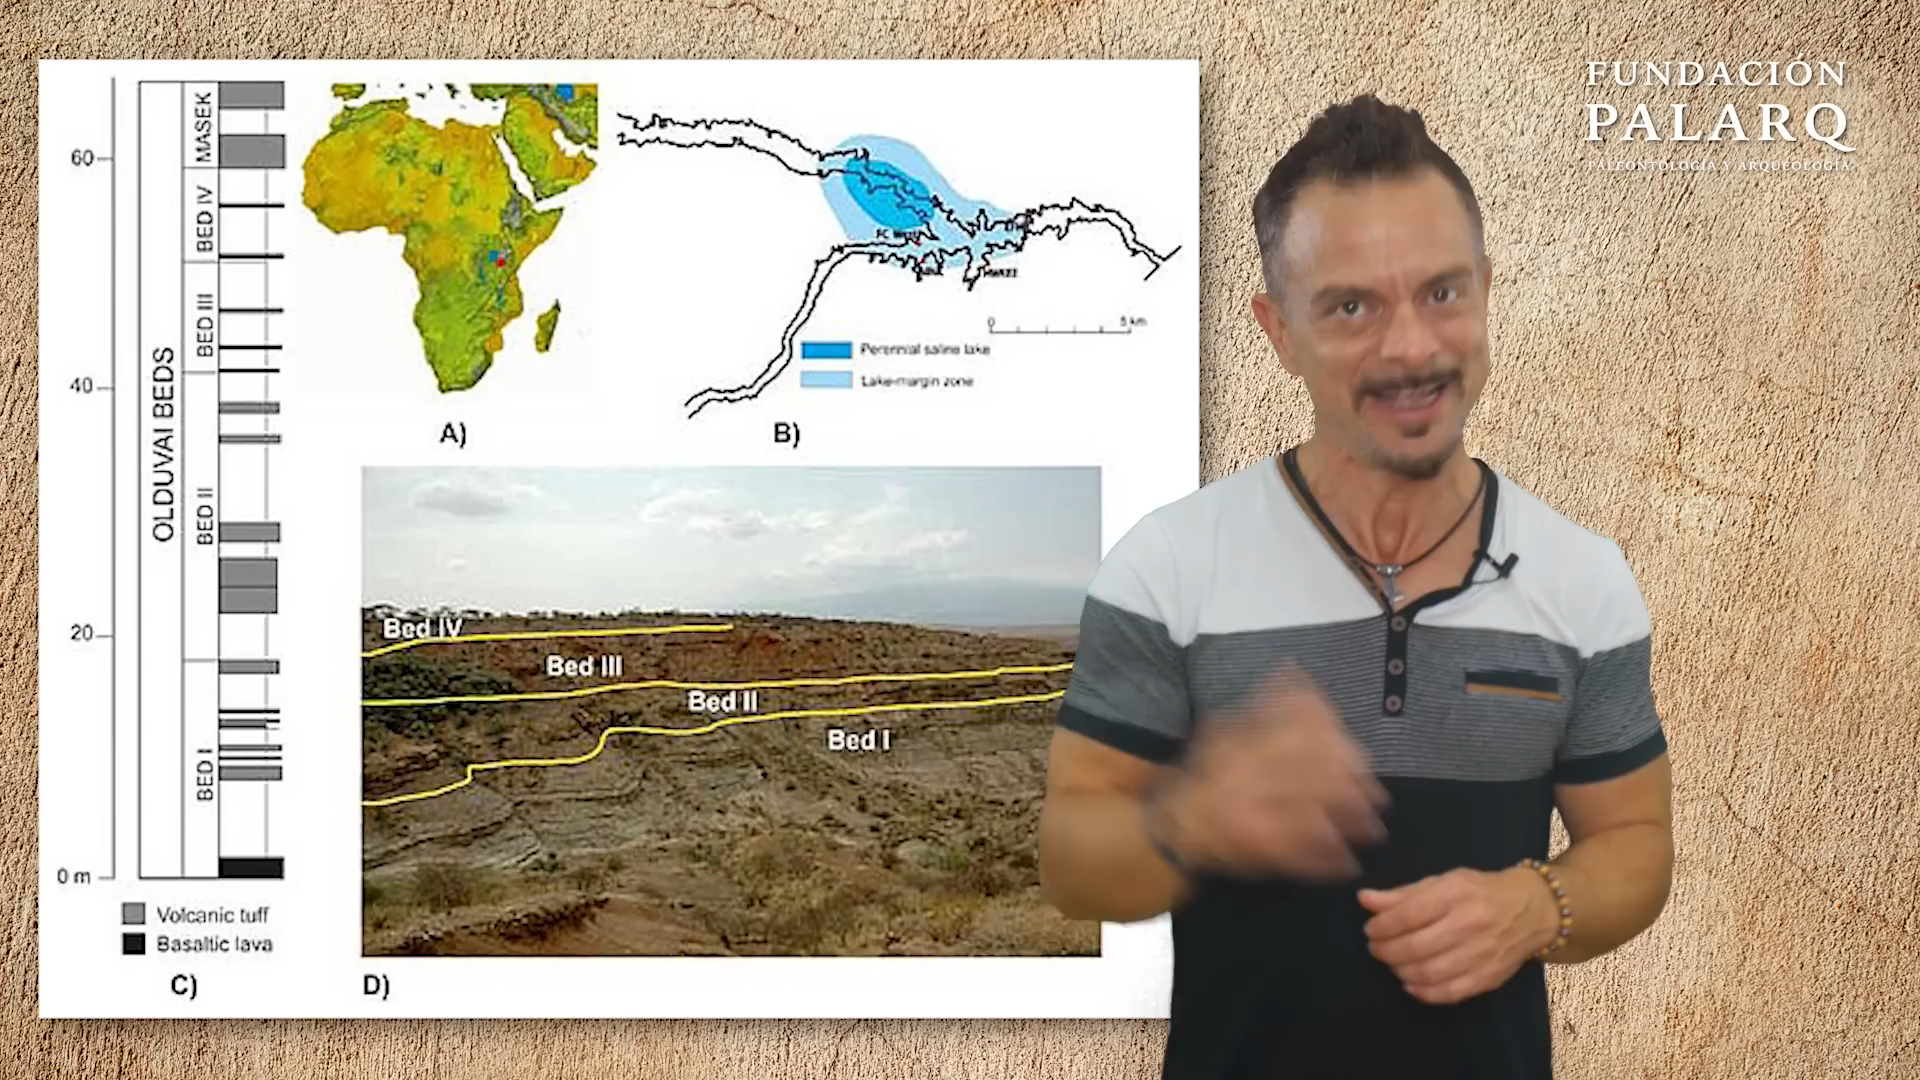 FUNDACIÓN
PALARQ
PALEONTOLOGÍA Y ARQUEOLOGÍA
60
40
20
0 m
OLDUVAI BEDS
MASEK
BED IV
BED III
BED II
BED I
Volcanic tuff
Basaltic lava
C)
A)
0
5 km
Perennial saline lake
Lake-margin zone
B)
Bed IV
Bed III
Bed II
Bed I
D)